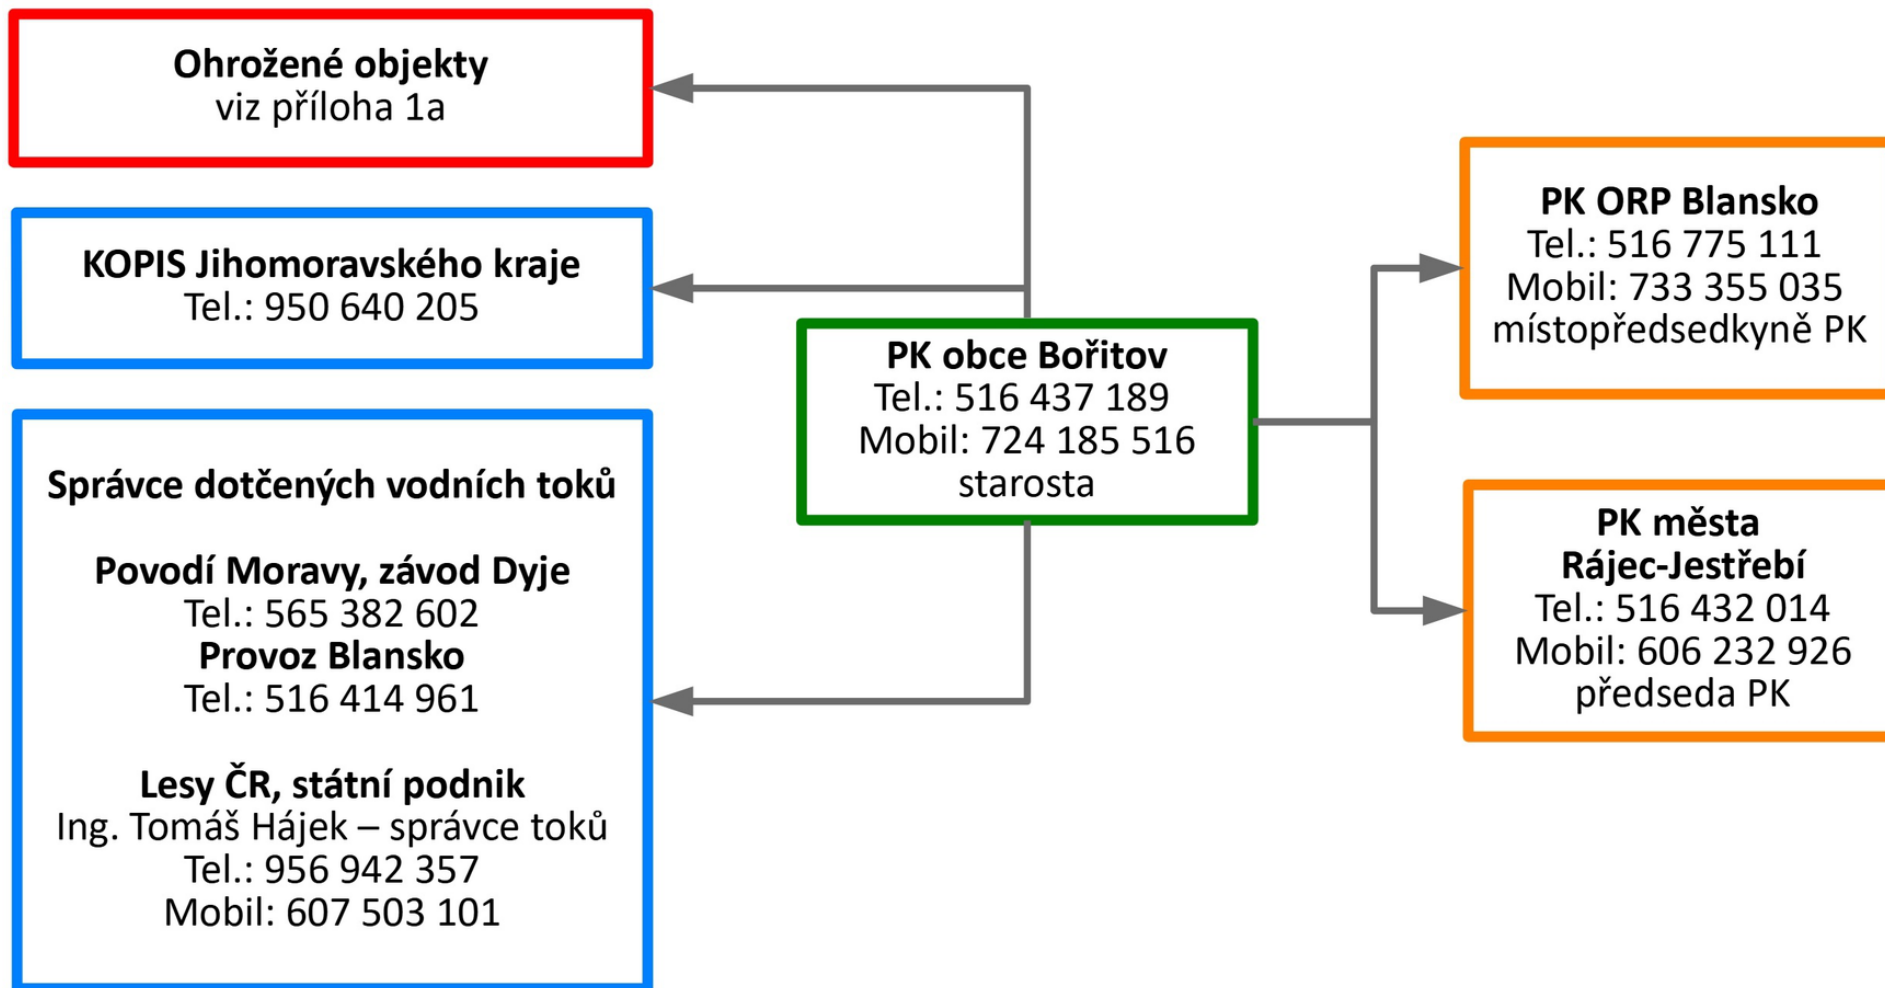 Ohrožené objekty
viz příloha 1a
KOPIS Jihomoravského kraje
Tel.: 950 640 205
Správce dotčených vodních toků
Povodí Moravy, závod Dyje
Tel.: 565 382 602
Provoz Blansko
Tel.: 516 414 961
Lesy ČR, státní podnik
Ing. Tomáš Hájek – správce toků
Tel.: 956 942 357
Mobil: 607 503 101
PK obce Bořitov
Tel.: 516 437 189
Mobil: 724 185 516
starosta
PK ORP Blansko
Tel.: 516 775 111
Mobil: 733 355 035
místopředsedkyně PK
PK města
Rájec-Jestřebí
Tel.: 516 432 014
Mobil: 606 232 926
předseda PK